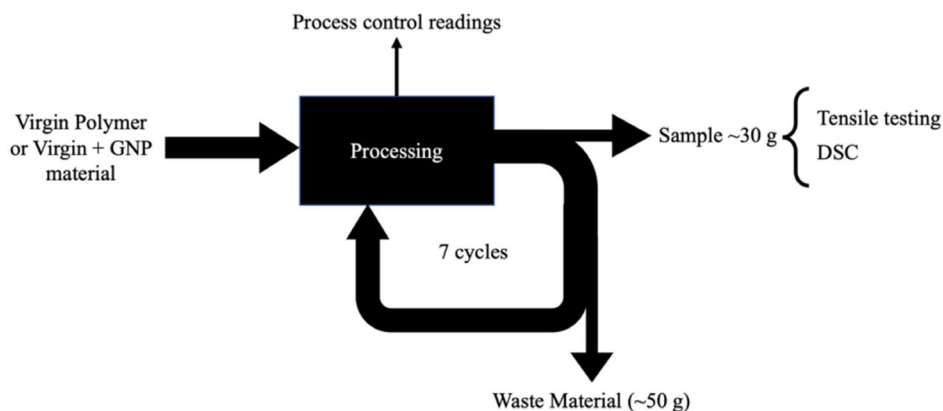 Process control readings
Virgin Polymer
or Virgin + GNP
material
Processing
Sample ~30 g
Tensile testing
DSC
7 cycles
Waste Material (~50 g)